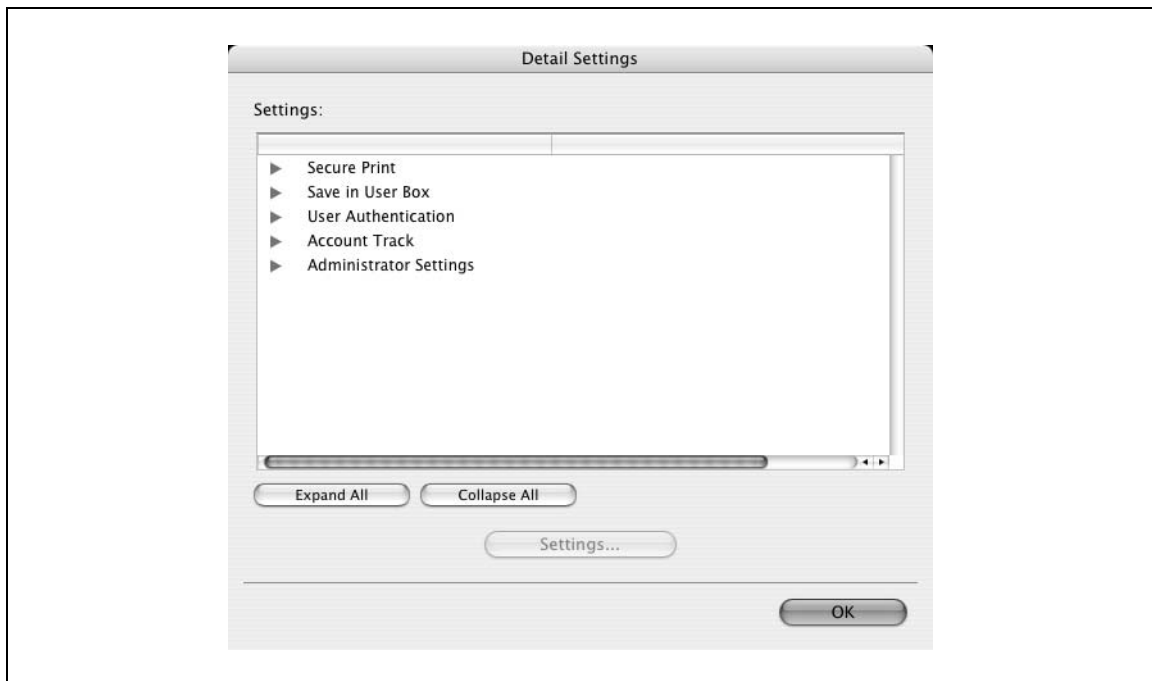 Detail Settings
Settings:
Secure Print
Save in User Box
User Authentication
Account Track
Administrator Settings
Expand All Collapse All
Settings...
OK